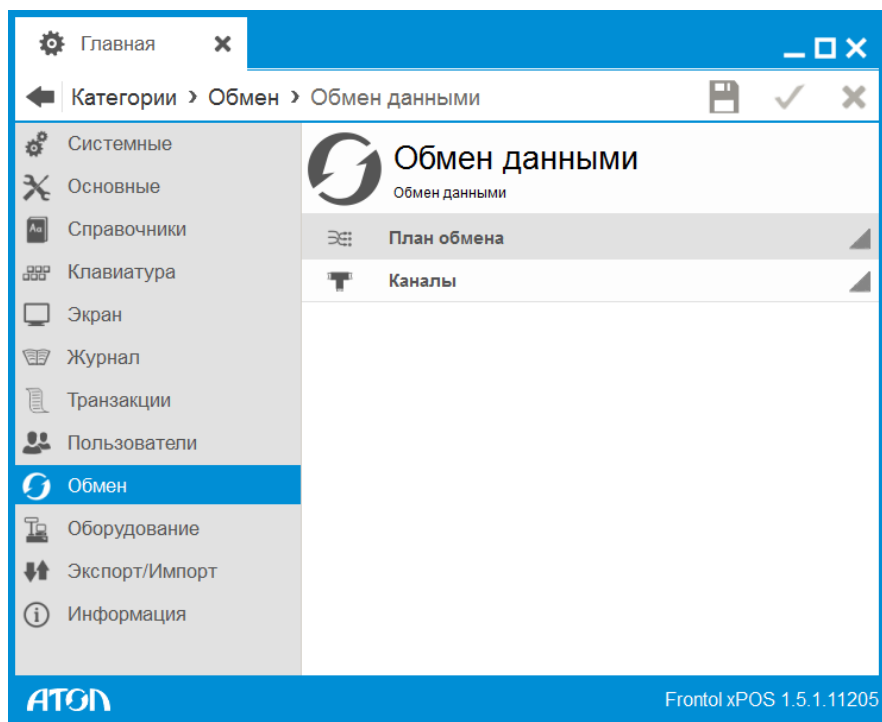 Главная
Категории › Обмен › Обмен данными
Системные
Основные
Справочники
Клавиатура
Экран
Журнал
Транзакции
Пользователи
Обмен
Оборудование
Экспорт/Импорт
Информация
Обмен данными
Обмен данными
План обмена
Каналы
ATOL
Frontol xPOS 1.5.1.11205